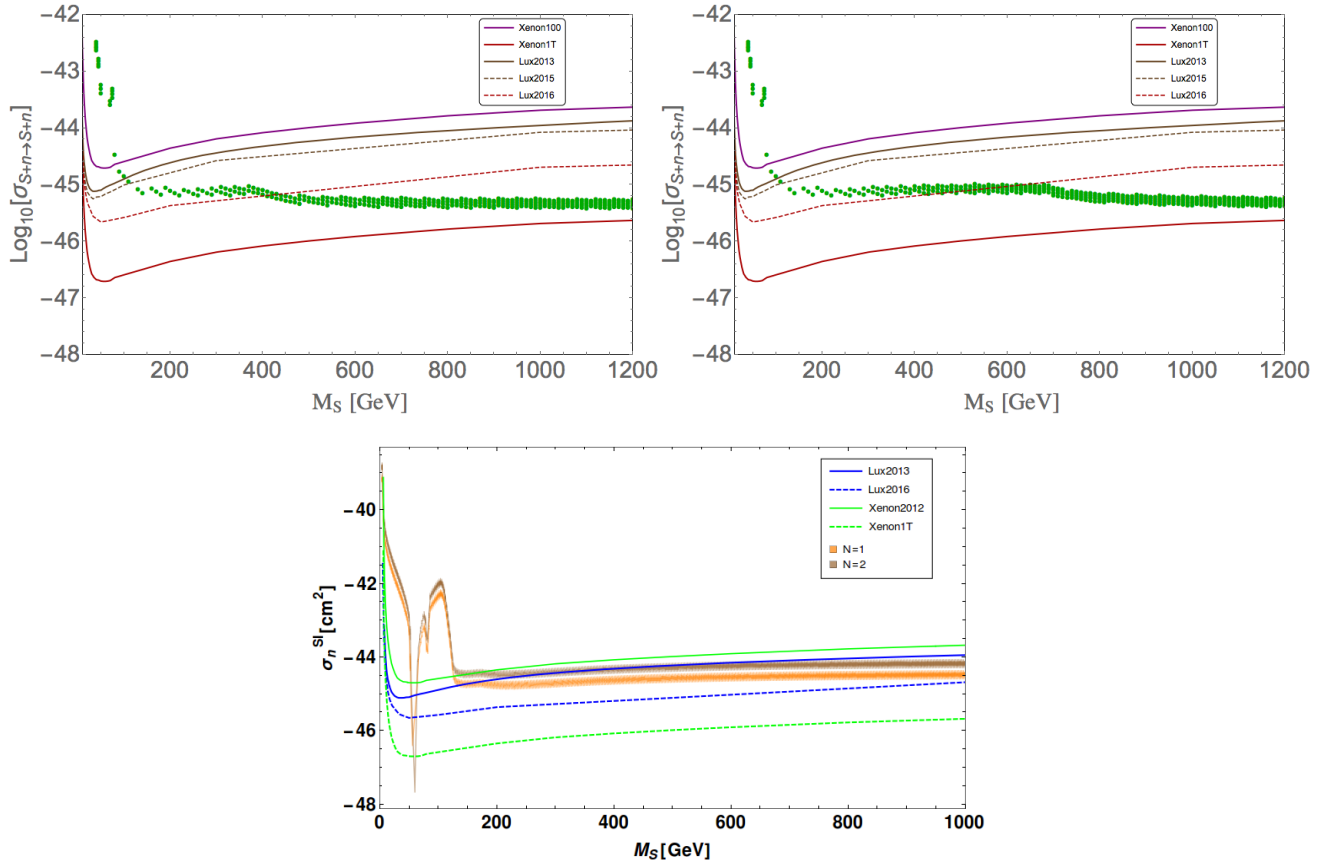 −42
−43
−44
−45
−46
−47
−48
Log10[σS+n→S+n]
Xenon100
Xenon1T
Lux2013
Lux2015
Lux2016
200 400 600 800 1000 1200
MS [GeV]
−42
−43
−44
−45
−46
−47
−48
Log10[σS+n→S+n]
Xenon100
Xenon1T
Lux2013
Lux2015
Lux2016
200 400 600 800 1000 1200
MS [GeV]
−40
−42
−44
−46
−48
σn SI [cm2]
Lux2013
Lux2016
Xenon2012
Xenon1T
N=1
N=2
0 200 400 600 800 1000
MS[GeV]